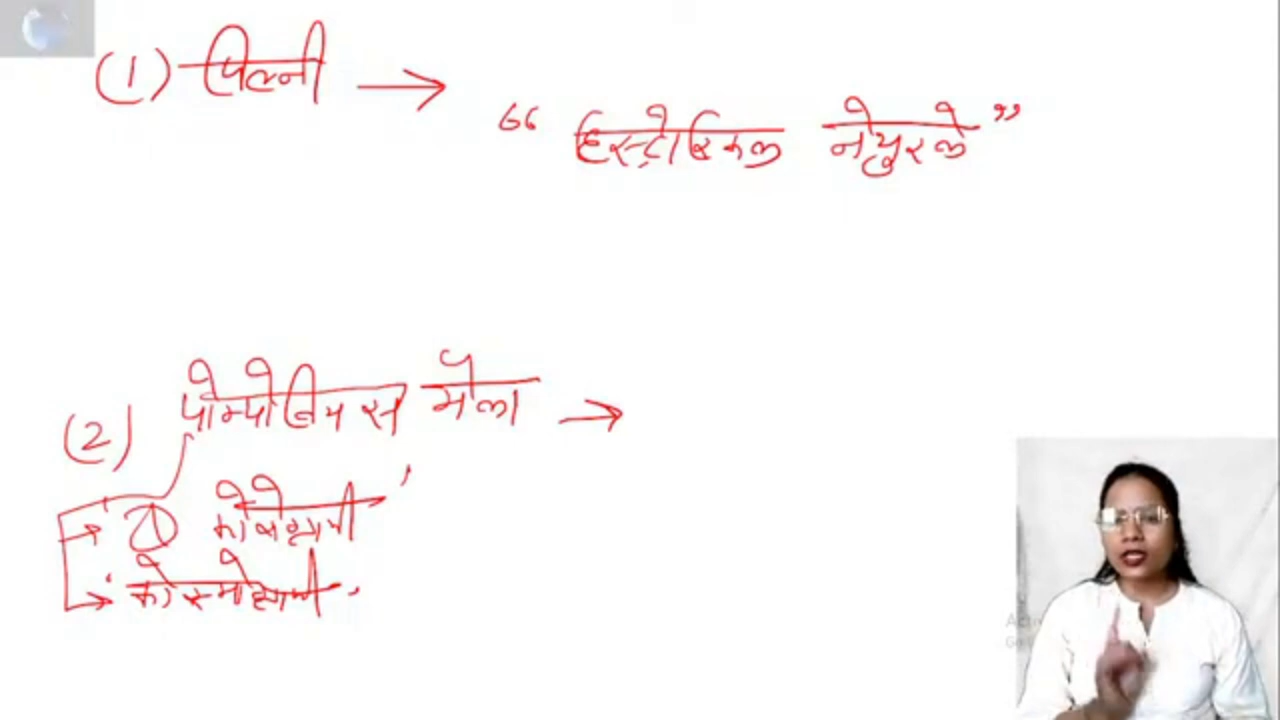 (1) पिल्नी →
“ हिस्टोरिकल नेचुरले ”
(2) पोम्पोनियस मेला →
→ कोरोग्राफी
→ ' कोस्मोग्राफी '